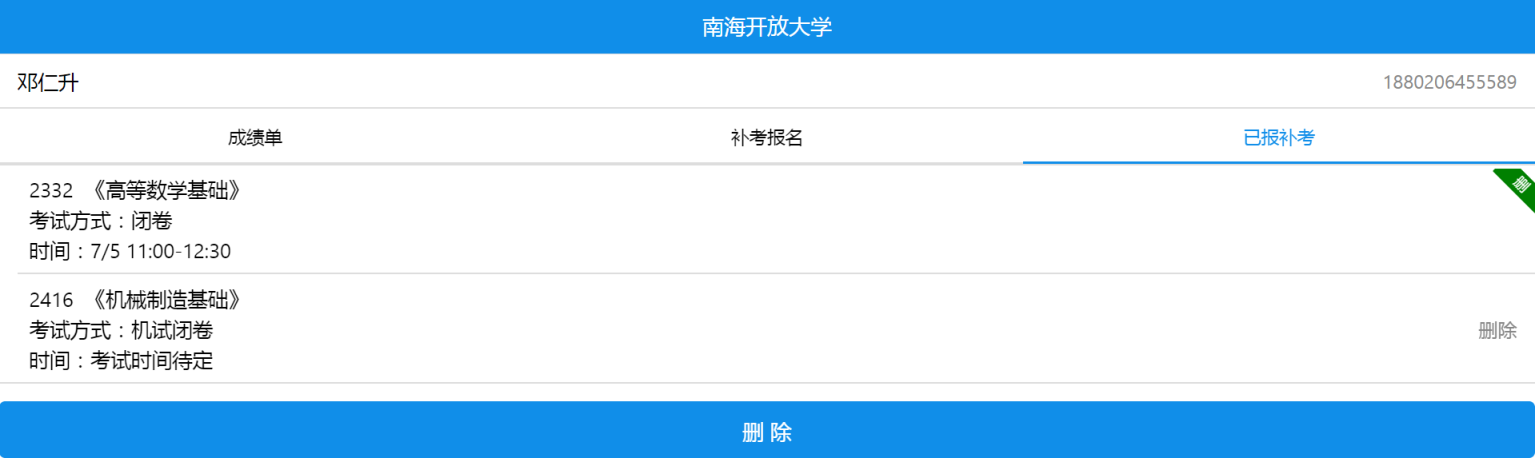 南海开放大学
邓仁升 1880206455589
成绩单 补考报名 已报补考
2332 《高等数学基础》
考试方式：闭卷
时间：7/5 11:00-12:30
2416 《机械制造基础》
考试方式：机试闭卷
时间：考试时间待定
删除
删 除